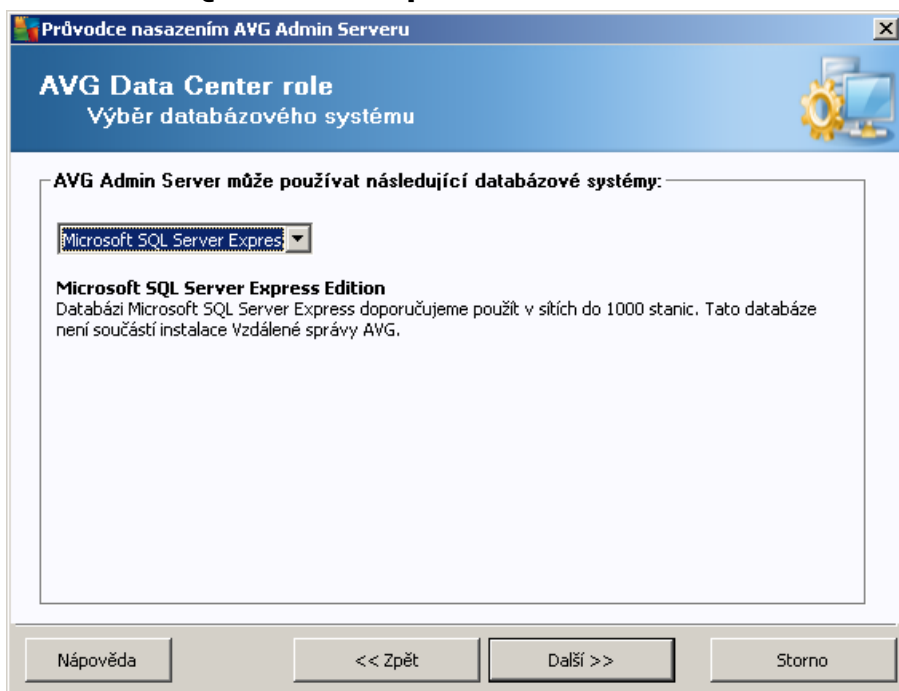 Průvodce nasazením AVG Admin Serveru
AVG Data Center role
Výběr databázového systému
AVG Admin Server může používat následující databázové systémy:
Microsoft SQL Server Expres
Microsoft SQL Server Express Edition
Databázi Microsoft SQL Server Express doporučujeme použít v sítích do 1000 stanic. Tato databáze
není součástí instalace Vzdálené správy AVG.
Nápověda
<< Zpět
Další >>
Storno